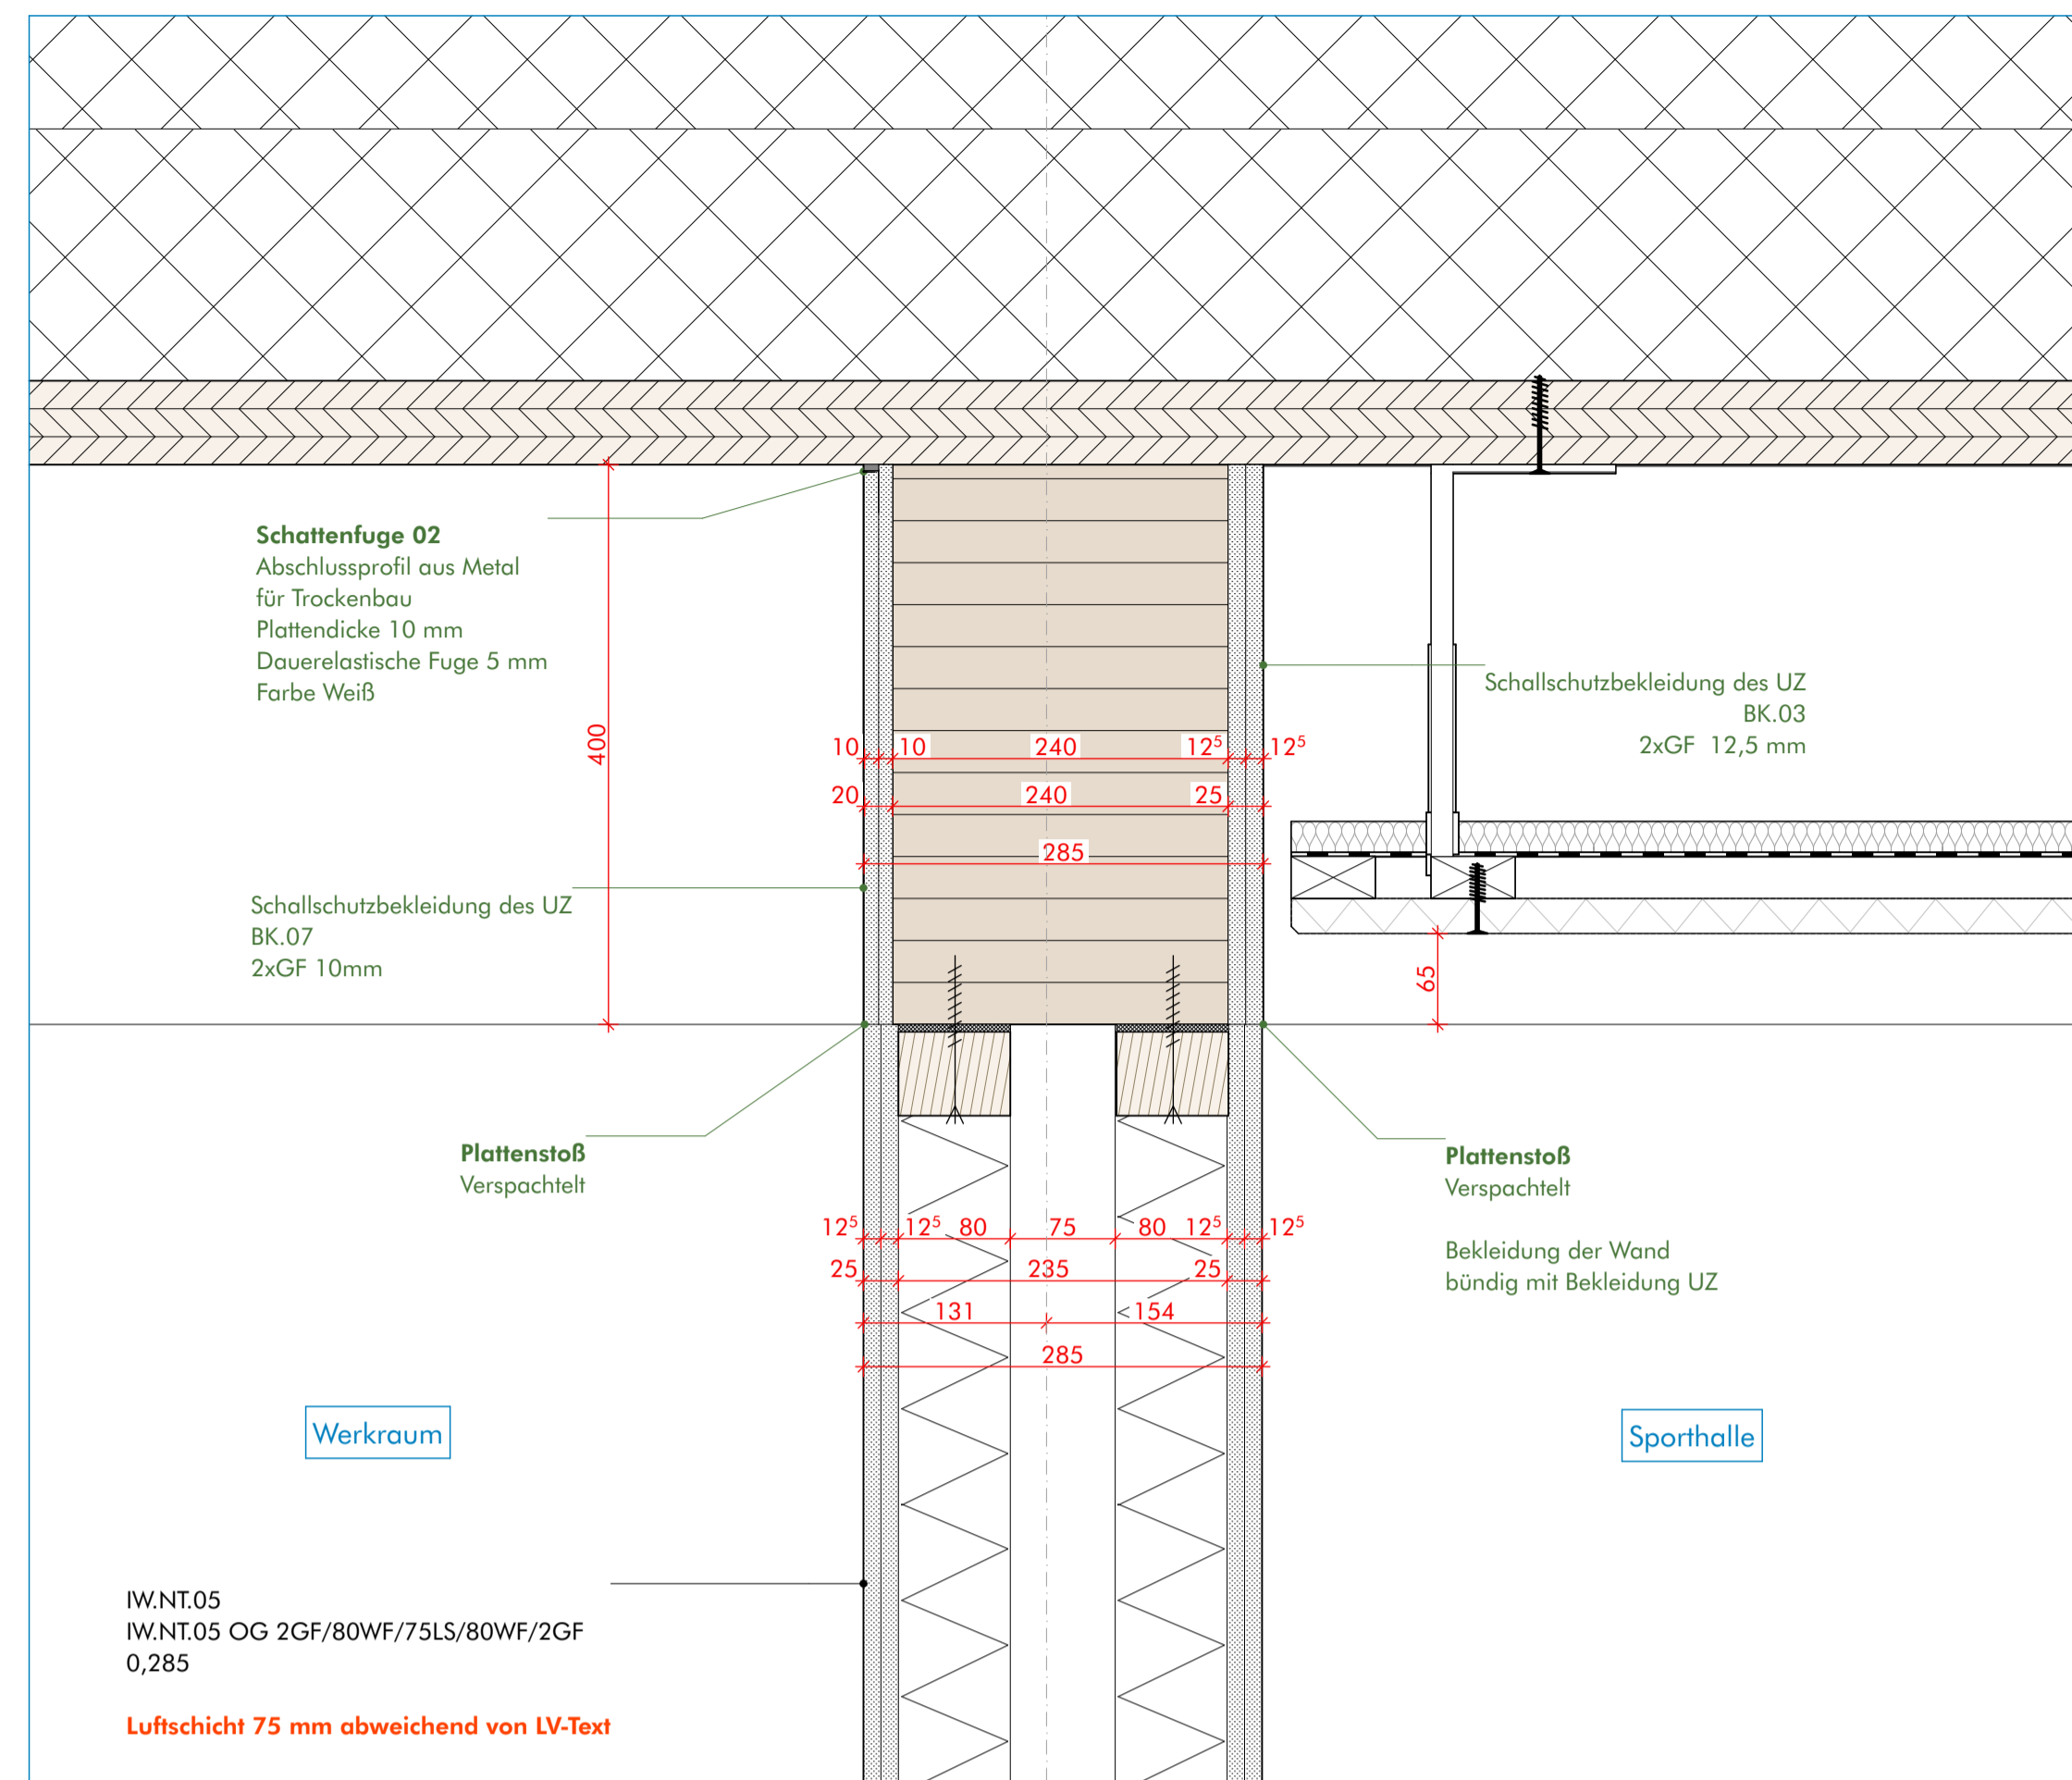 Schattenfuge 02
Abschlussprofil aus Metal
für Trockenbau
Plattendicke 10 mm
Dauerelastische Fuge 5 mm
Farbe Weiß
400
Schallschutzbekleidung des UZ
BK.03
2xGF 12,5 mm
10 10 240 12⁵ 12⁵
20 240 25
285
Schallschutzbekleidung des UZ
BK.07
2xGF 10mm
65
Plattenstoß
Verspachtelt
Plattenstoß
Verspachtelt
Bekleidung der Wand
bündig mit Bekleidung UZ
12⁵ 12⁵ 80 75 80 12⁵ 12⁵
25 235 25
131 154
285
Werkraum
Sporthalle
IW.NT.05
IW.NT.05 OG 2GF/80WF/75LS/80WF/2GF
0,285
Luftschicht 75 mm abweichend von LV-Text